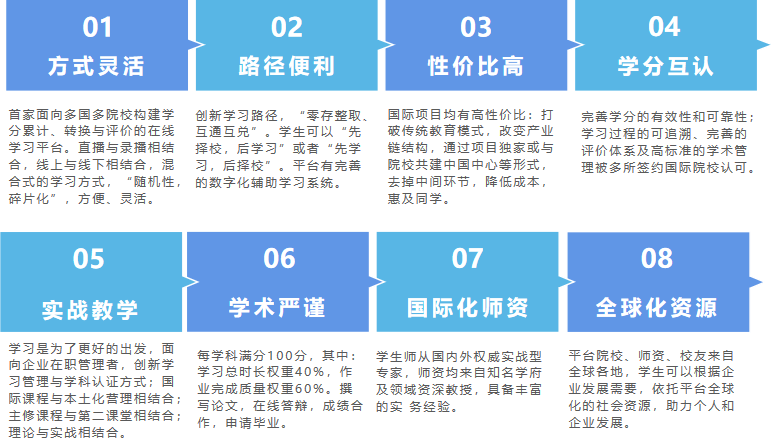 01
方式灵活
首家面向多国多院校构建学
分累计、转换与评价的在线
学习平台。直播与录播相结
合，线上与线下相结合，混
合式的学习方式，“随机性，
碎片化”，方便、灵活。
02
路径便利
创新学习路径，“零存整取、
互通互兑”。学生可以“先
择校，后学习”或者“先学
习，后择校”。平台有完善
的数字化辅助学习系统。
03
性价比高
国际项目均有高性价比：打
破传统教育模式，改变产业
链结构，通过项目独家或与
院校共建中国中心等形式，
去掉中间环节，降低成本，
惠及同学。
04
学分互认
完善学分的有效性和可靠性；
学习过程的可追溯、完善的
评价体系及高标准的学术管
理被多所签约国际院校认可。
05
实战教学
学习是为了更好的出发，面
向企业在职管理者，创新学
习管理与学科认证方式；国
际课程与本土化管理相结合；
主修课程与第二课堂相结合；
理论与实战相结合。
06
学术严谨
每学科满分100分，其中：
学习总时长权重40%，作
业完成质量权重60%。撰
写论文，在线答辩，成绩合
作，申请毕业。
07
国际化师资
学生师从国内外权威实战型
专家，师资均来自知名学府
及领域资深教授，具备丰富
的实 务经验。
08
全球化资源
平台院校、师资、校友来自
全球各地，学生可以根据企
业发展需要，依托平台全球
化的社会资源，助力个人和
企业发展。